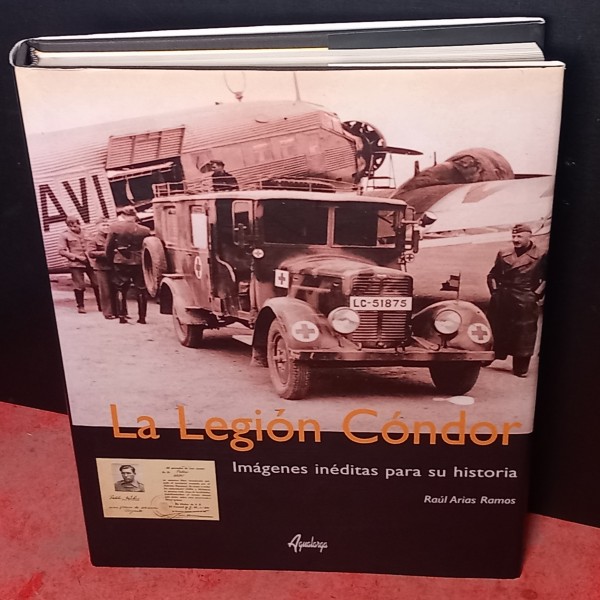 AVI
LC-51875
La Legión Cóndor
Imágenes inéditas para su historia
Raúl Arias Ramos
Agualarga